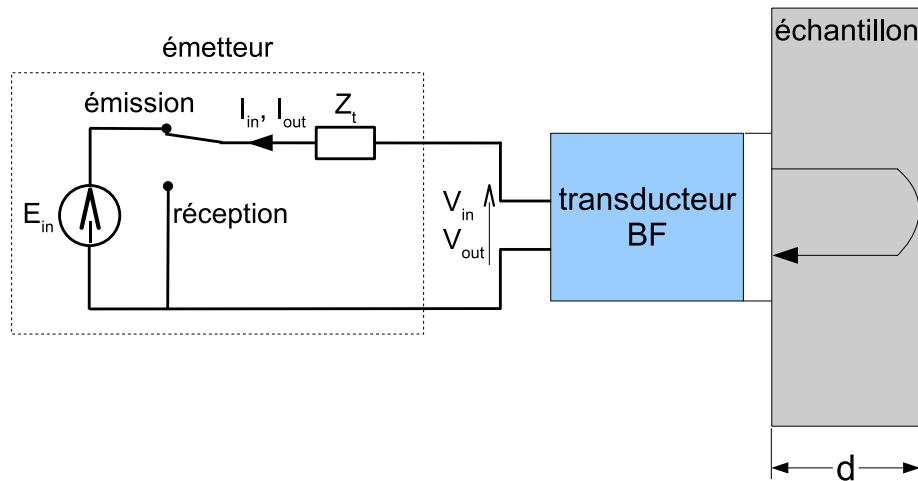 échantillon
émetteur
émission
I_in, I_out
Z_t
E_in
réception
V_in
V_out
transducteur
BF
d